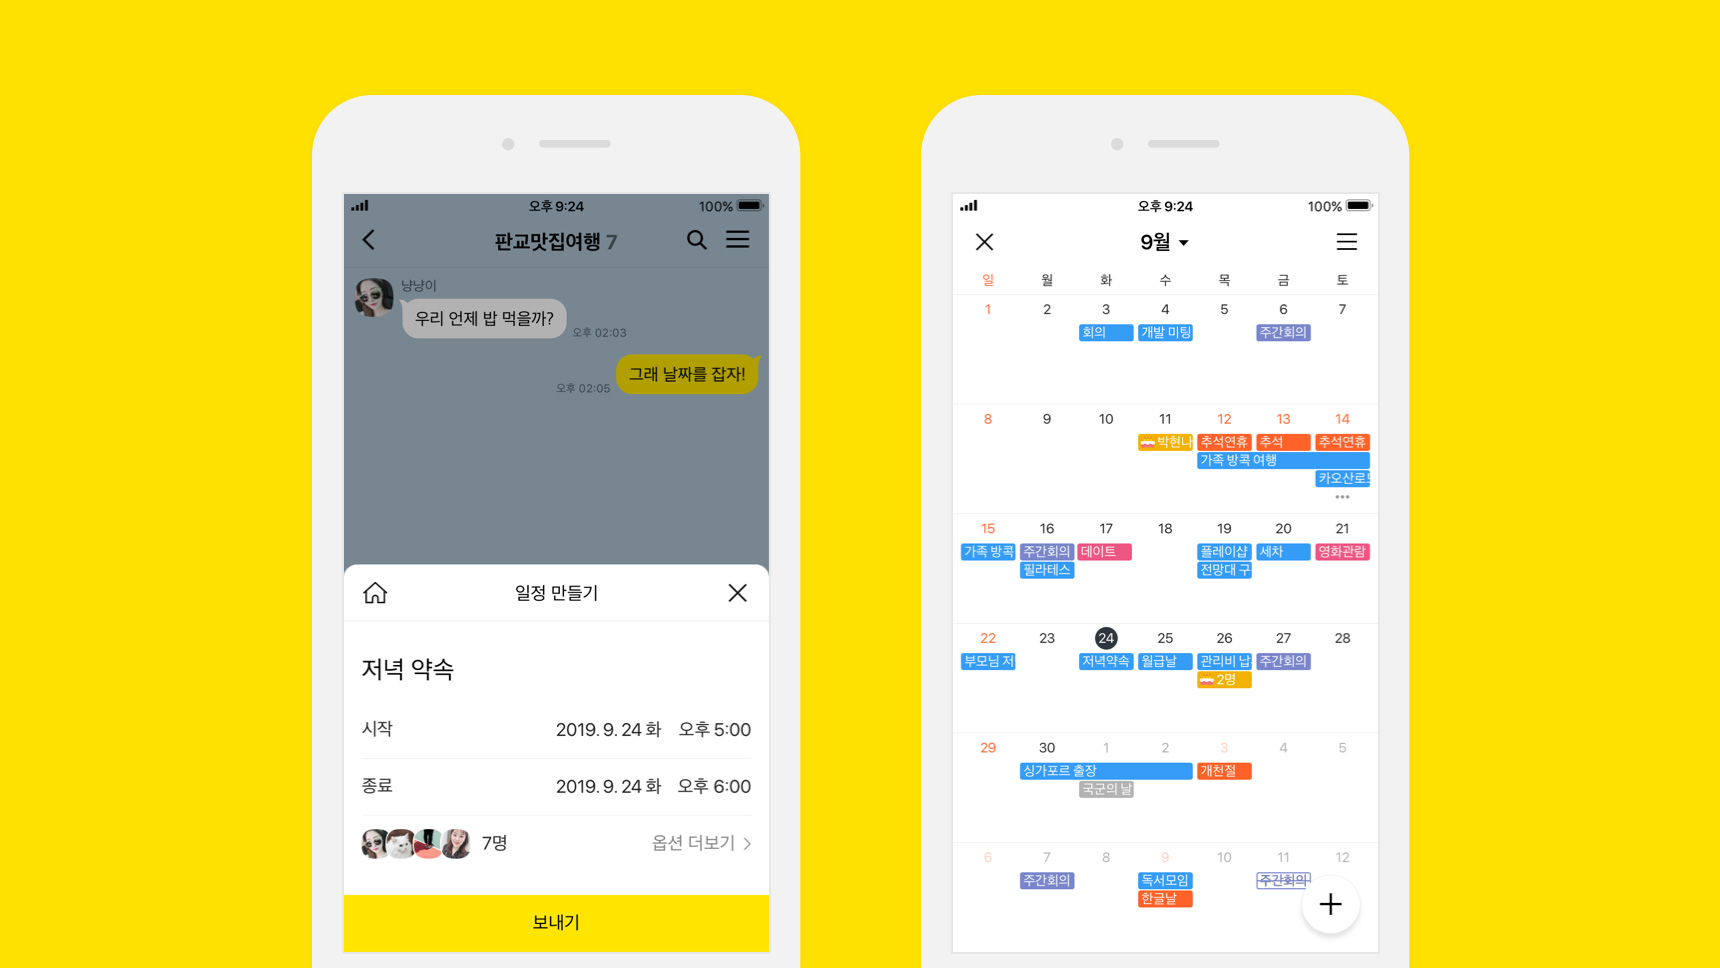 오후 9:24
100%
판교맛집여행 7
냥냥이
우리 언제 밥 먹을까?
오후 02:03
그래 날짜를 잡자!
오후 02:05
일정 만들기
저녁 약속
시작 2019. 9. 24 화 오후 5:00
종료 2019. 9. 24 화 오후 6:00
7명 옵션 더보기
보내기
오후 9:24
100%
9월
일 월 화 수 목 금 토
1 2 3 4 5 6 7
회의 개발 미팅 주간회의
8 9 10 11 12 13 14
박현나 추석연휴 추석 추석연휴
가족 방콕 여행
카오산로
15 16 17 18 19 20 21
가족 방콕 주간회의 데이트 플레이샵 세차 영화관람
필라테스 전망대 구
22 23 24 25 26 27 28
부모님 저 저녁약속 월급날 관리비 납 주간회의
2명
29 30 1 2 3 4 5
싱가포르 출장 개천절
국군의 날
6 7 8 9 10 11 12
주간회의 독서모임 주간회의
한글날